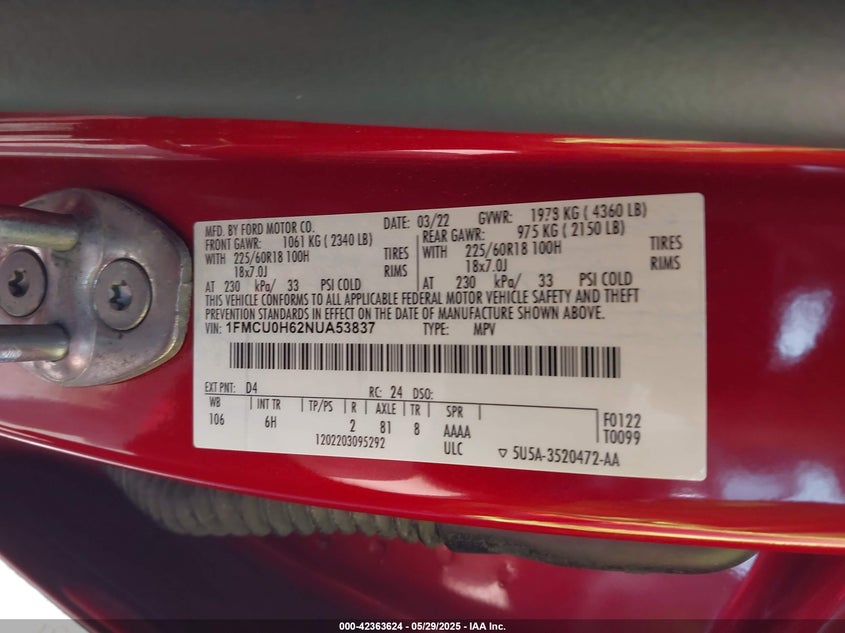 MFD. BY FORD MOTOR CO. DATE: 03/22 GVWR: 1978 KG ( 4360 LB)
FRONT GAWR: 1061 KG ( 2340 LB) REAR GAWR: 975 KG ( 2150 LB)
WITH 225/60R18 100H TIRES WITH 225/60R18 100H TIRES
18x7.0J RIMS 18x7.0J RIMS
AT 230 kPa/ 33 PSI COLD AT 230 kPa/ 33 PSI COLD
THIS VEHICLE CONFORMS TO ALL APPLICABLE FEDERAL MOTOR VEHICLE SAFETY AND THEFT
PREVENTION STANDARDS IN EFFECT ON THE DATE OF MANUFACTURE SHOWN ABOVE.
VIN: 1FMCU0H62NUA53837 TYPE: MPV
EXT PNT: D4 RC: 24 DSO:
WB INT TR TP/PS R AXLE TR SPR
106 6H 2 81 8 AAAA
F0122
T0099
1202203095292 ULC ▽ 5U5A-3520472-AA
000-42363624 - 05/29/2025 - IAA Inc.